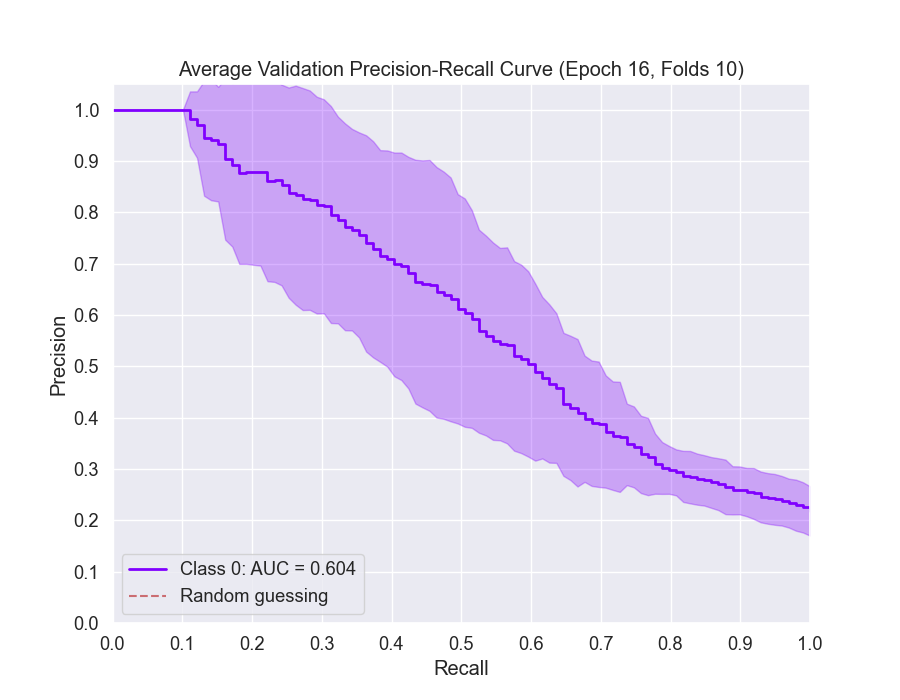 Average Validation Precision-Recall Curve (Epoch 16, Folds 10)
Precision
1.0
0.9
0.8
0.7
0.6
0.5
0.4
0.3
0.2
0.1
0.0
Class 0: AUC = 0.604
Random guessing
0.0 0.1 0.2 0.3 0.4 0.5 0.6 0.7 0.8 0.9 1.0
Recall